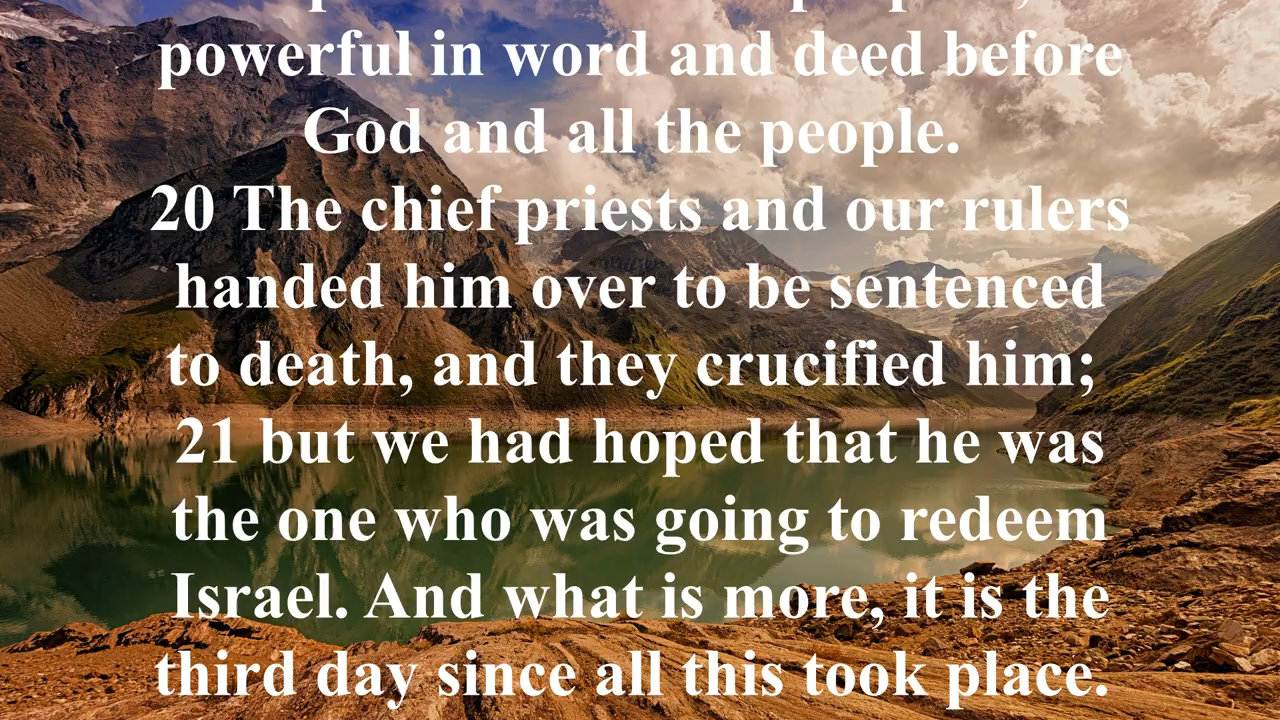 powerful in word and deed before
God and all the people.
20 The chief priests and our rulers
handed him over to be sentenced
to death, and they crucified him;
21 but we had hoped that he was
the one who was going to redeem
Israel. And what is more, it is the
third day since all this took place.